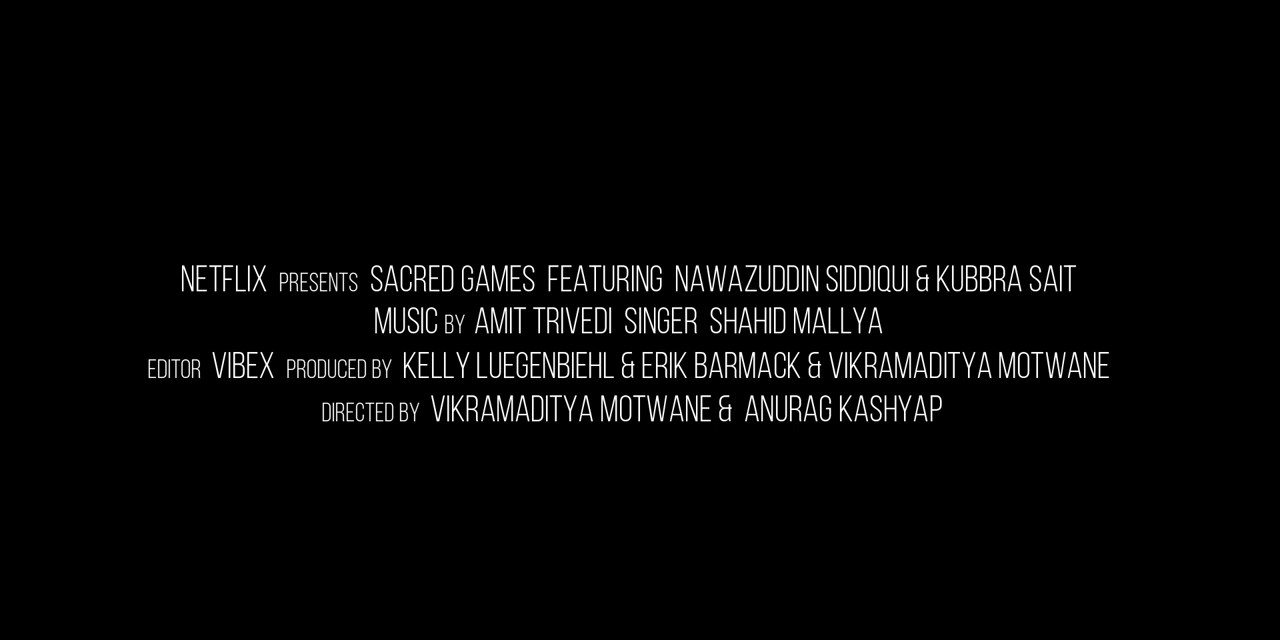 NETFLIX PRESENTS SACRED GAMES FEATURING NAWAZUDDIN SIDDIQUI & KUBBRA SAIT
MUSIC BY AMIT TRIVEDI SINGER SHAHID MALLYA
EDITOR VIBEX PRODUCED BY KELLY LUEGENBIEHL & ERIK BARMACK & VIKRAMADITYA MOTWANE
DIRECTED BY VIKRAMADITYA MOTWANE & ANURAG KASHYAP